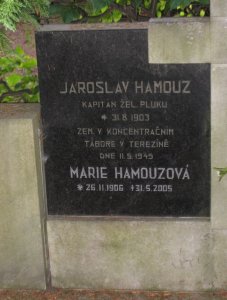 JAROSLAV HAMOUZ
KAPITÁN ŽEL. PLUKU
* 31.8 1903
ZEM. V KONCENTRAČNÍM
TÁBOŘE V TEREZÍNĚ
DNE 11.5.1945
MARIE HAMOUZOVÁ
* 26.11.1906 +31.5.2005